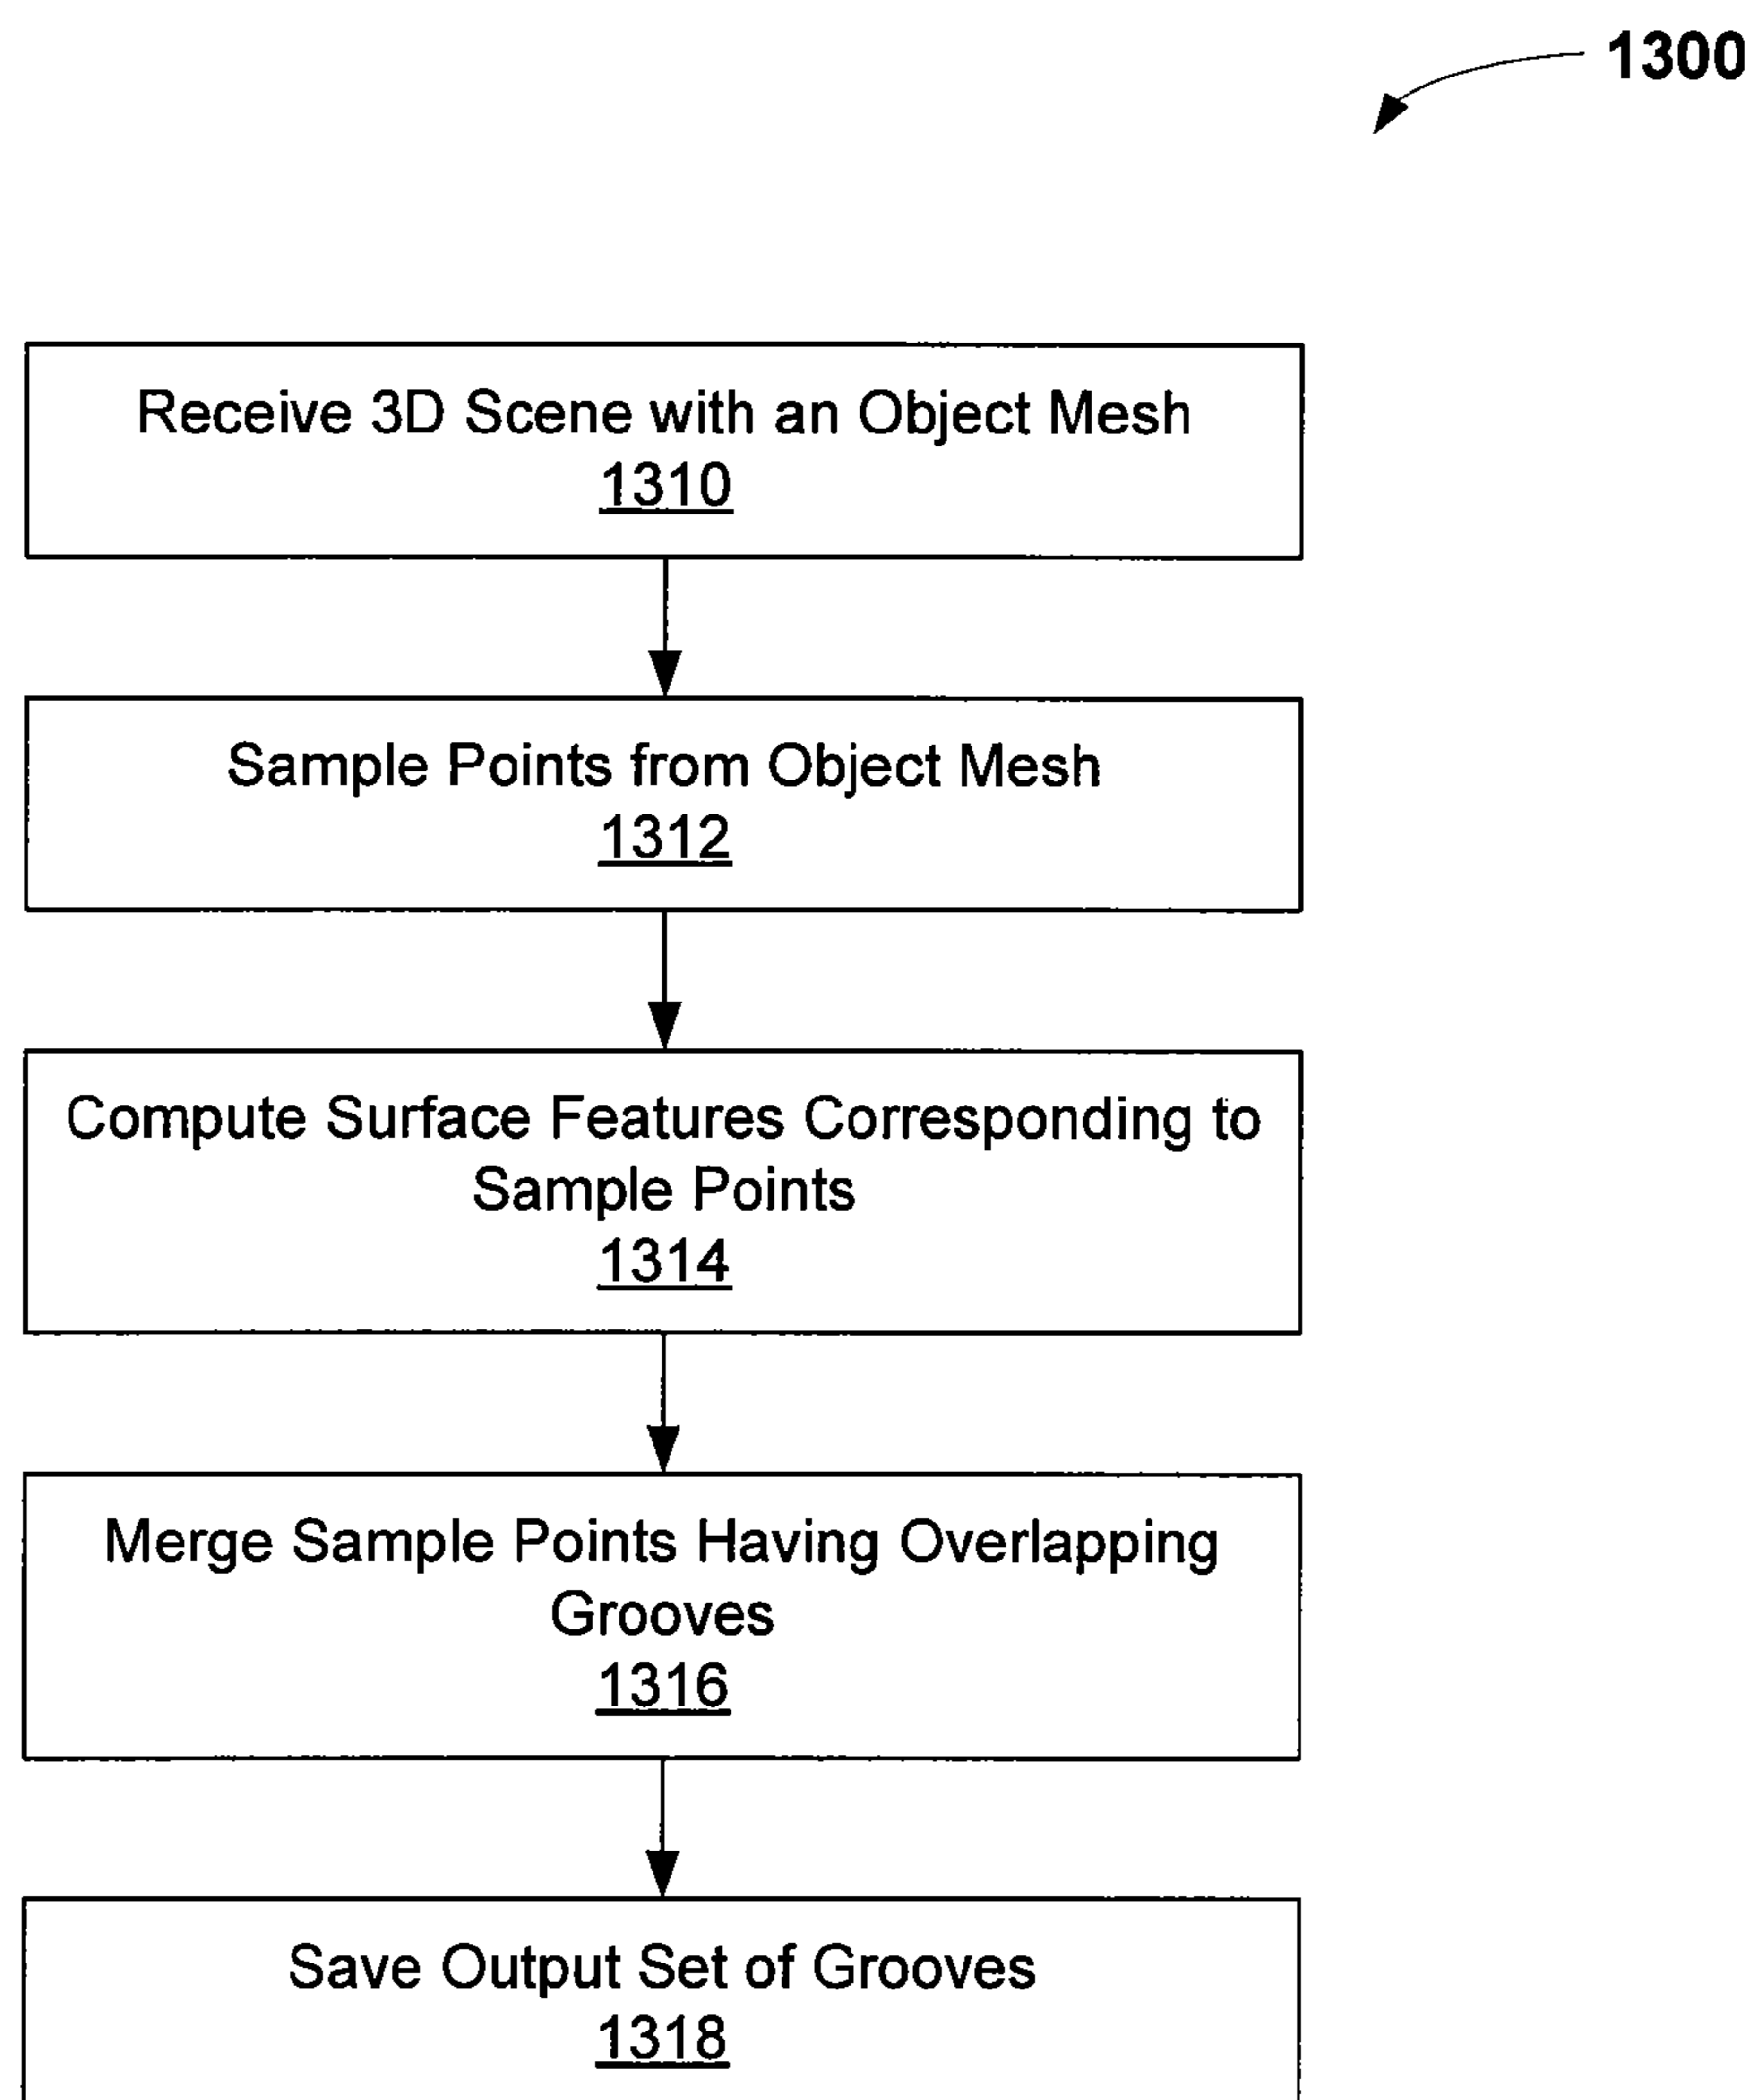 1300
Receive 3D Scene with an Object Mesh
1310
Sample Points from Object Mesh
1312
Compute Surface Features Corresponding to
Sample Points
1314
Merge Sample Points Having Overlapping
Grooves
1316
Save Output Set of Grooves
1318